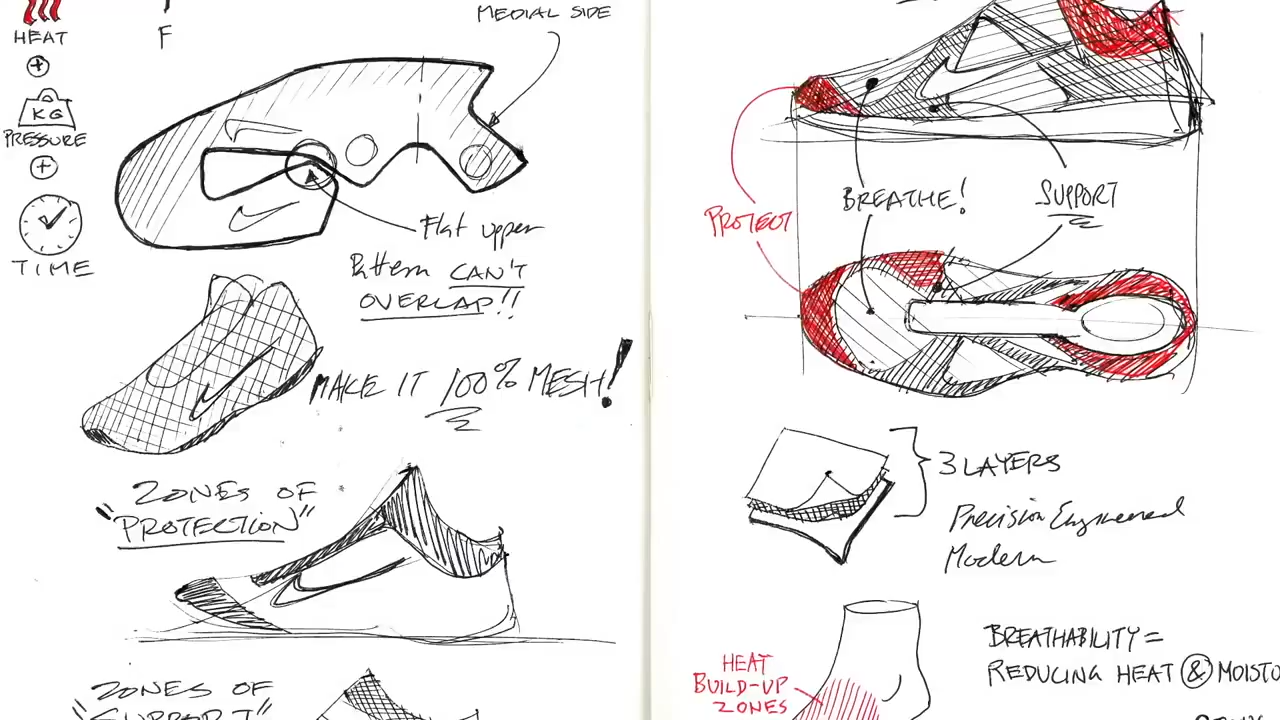 HEAT
+
KG
PRESSURE
+
TIME
F
MEDIAL SIDE
Flat upper
Pattern CAN'T
OVERLAP!!
MAKE IT 100% MESH!
ZONES OF
"PROTECTION"
ZONES OF
"SUPPORT"
PROTECT
BREATHE!
SUPPORT
3 LAYERS
Precision Engineered
Modern
HEAT
BUILD-UP
ZONES
BREATHABILITY =
REDUCING HEAT & MOISTU